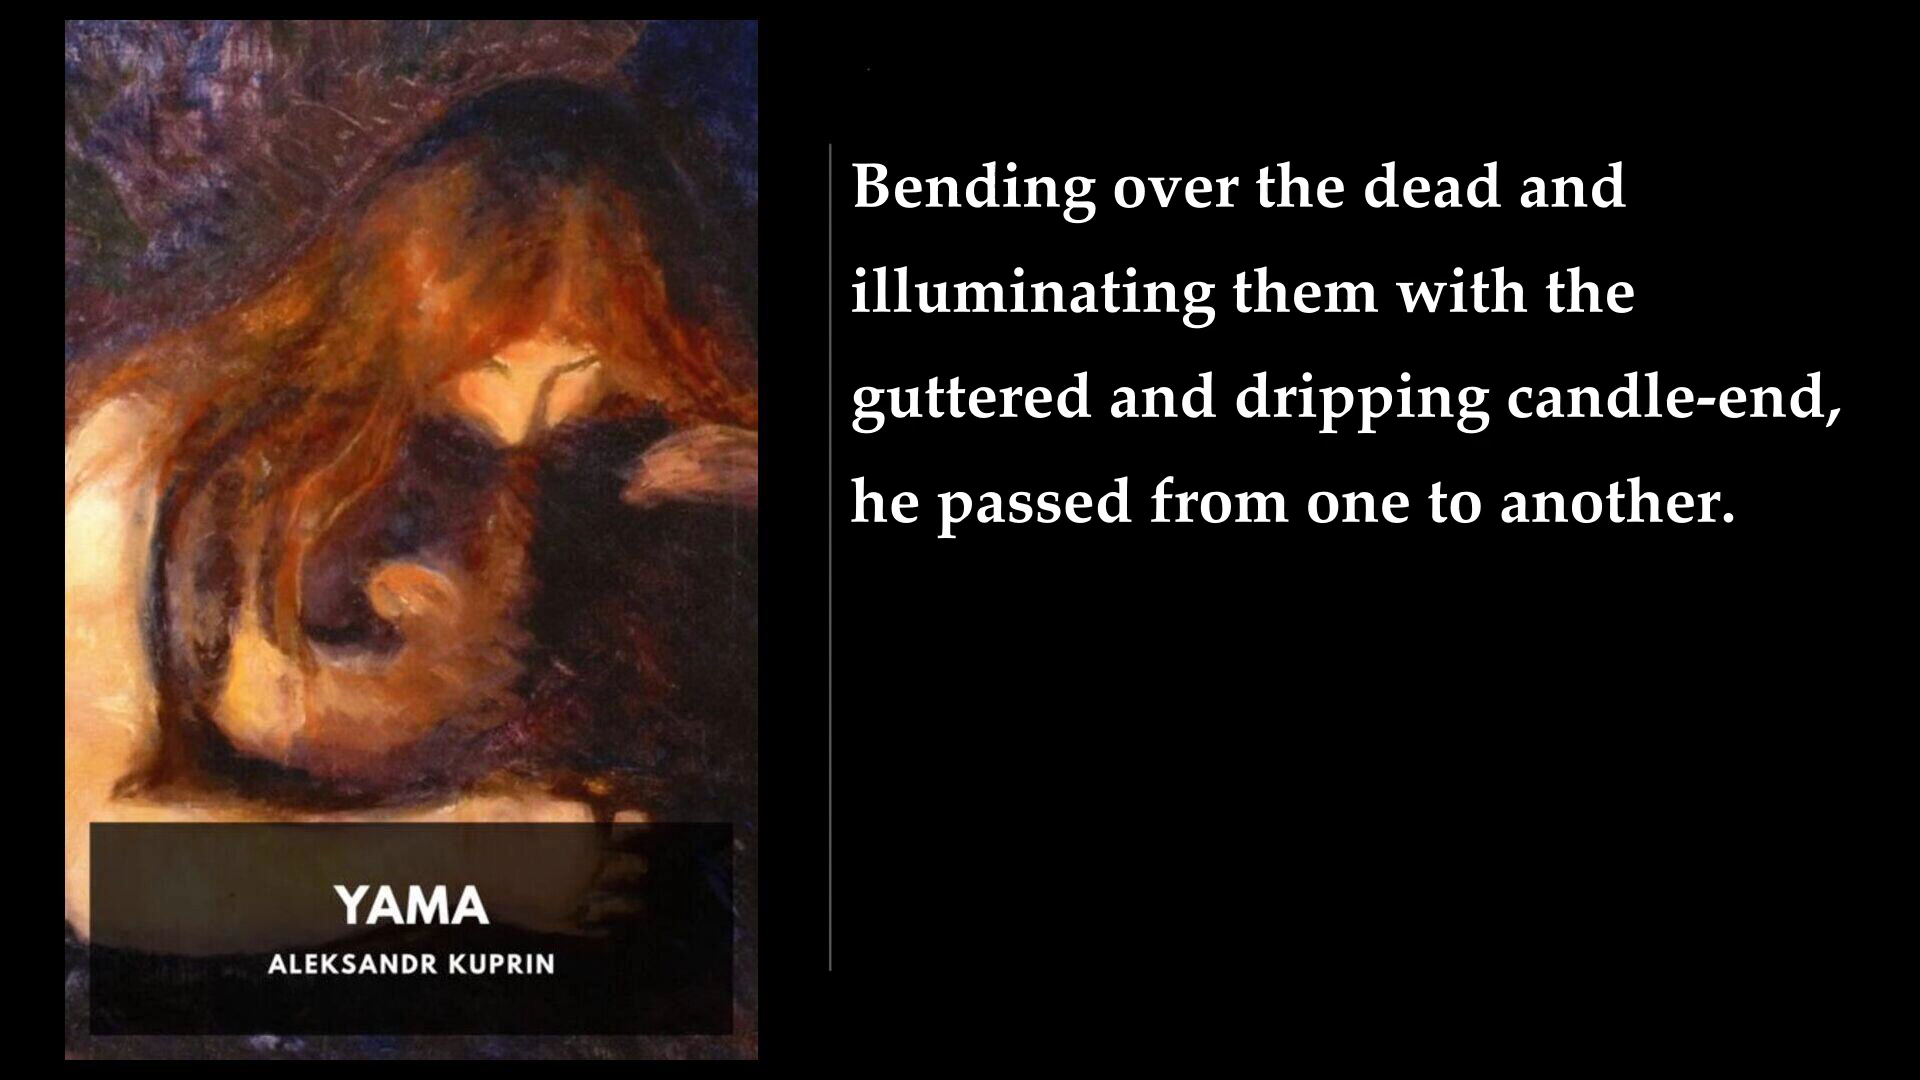 Bending over the dead and
illuminating them with the
guttered and dripping candle-end,
he passed from one to another.
YAMA
ALEKSANDR KUPRIN